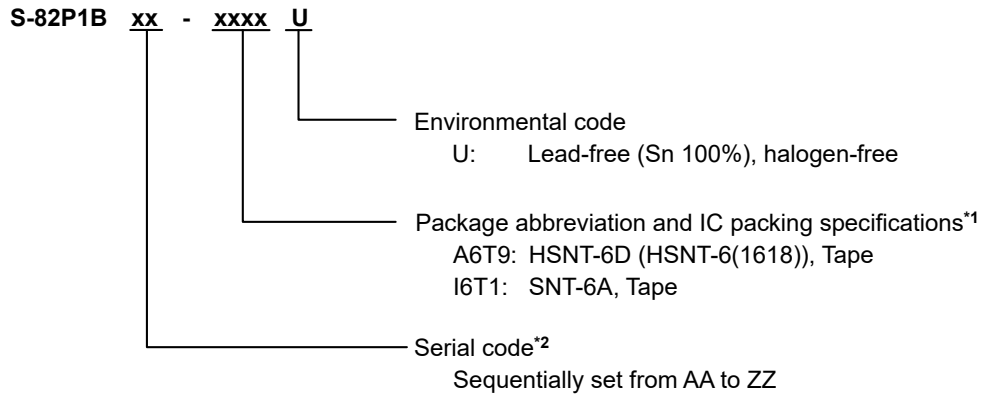 S-82P1B xx - xxxx U
Environmental code
U: Lead-free (Sn 100%), halogen-free
Package abbreviation and IC packing specifications*1
A6T9: HSNT-6D (HSNT-6(1618)), Tape
I6T1: SNT-6A, Tape
Serial code*2
Sequentially set from AA to ZZ